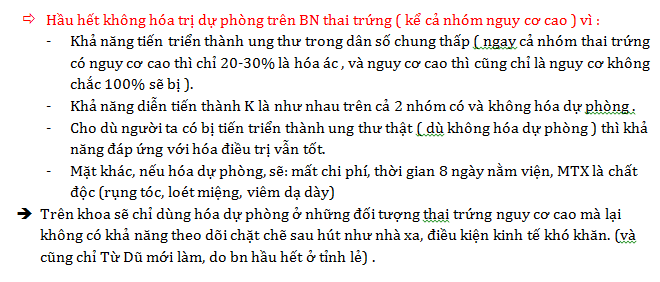 ⇨ Hầu hết không hóa trị dự phòng trên BN thai trứng ( kể cả nhóm nguy cơ cao ) vì :
- Khả năng tiến triển thành ung thư trong dân số chung thấp ( ngay cả nhóm thai trứng
có nguy cơ cao thì chỉ 20-30% là hóa ác , và nguy cơ cao thì cũng chỉ là nguy cơ không
chắc 100% sẽ bị ).
- Khả năng diễn tiến thành K là như nhau trên cả 2 nhóm có và không hóa dự phòng .
- Cho dù người ta có bị tiến triển thành ung thư thật ( dù không hóa dự phòng ) thì khả
năng đáp ứng với hóa điều trị vẫn tốt.
- Mặt khác, nếu hóa dự phòng, sẽ: mất chi phí, thời gian 8 ngày nằm viện, MTX là chất
độc (rụng tóc, loét miệng, viêm dạ dày)
➔ Trên khoa sẽ chỉ dùng hóa dự phòng ở những đối tượng thai trứng nguy cơ cao mà lại
không có khả năng theo dõi chặt chẽ sau hút như nhà xa, điều kiện kinh tế khó khăn. (và
cũng chỉ Từ Dũ mới làm, do bn hầu hết ở tỉnh lẻ) .